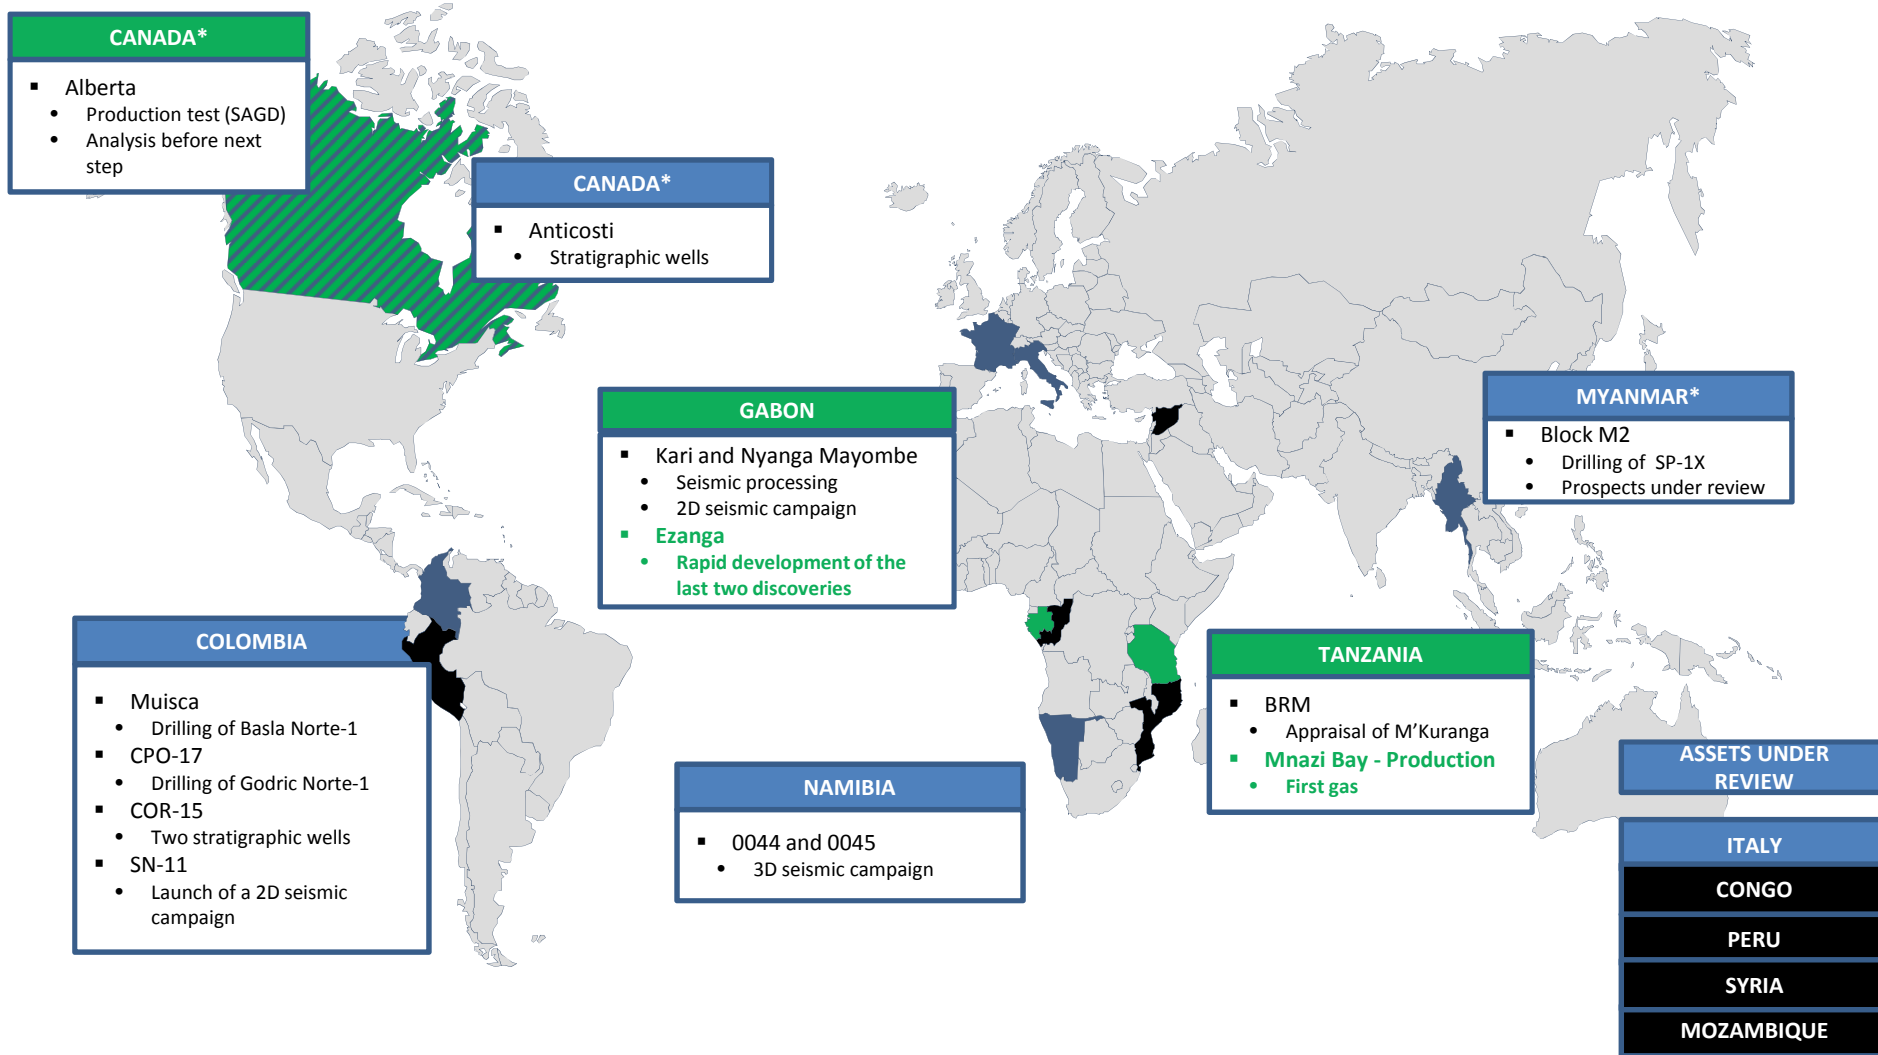 CANADA*
▪ Alberta
• Production test (SAGD)
• Analysis before next
step
CANADA*
▪ Anticosti
• Stratigraphic wells
GABON
▪ Kari and Nyanga Mayombe
• Seismic processing
• 2D seismic campaign
▪ Ezanga
• Rapid development of the
last two discoveries
MYANMAR*
▪ Block M2
• Drilling of SP-1X
• Prospects under review
COLOMBIA
▪ Muisca
• Drilling of Basla Norte-1
▪ CPO-17
• Drilling of Godric Norte-1
▪ COR-15
• Two stratigraphic wells
▪ SN-11
• Launch of a 2D seismic
campaign
NAMIBIA
▪ 0044 and 0045
• 3D seismic campaign
TANZANIA
▪ BRM
• Appraisal of M’Kuranga
▪ Mnazi Bay - Production
• First gas
ASSETS UNDER
REVIEW
ITALY
CONGO
PERU
SYRIA
MOZAMBIQUE